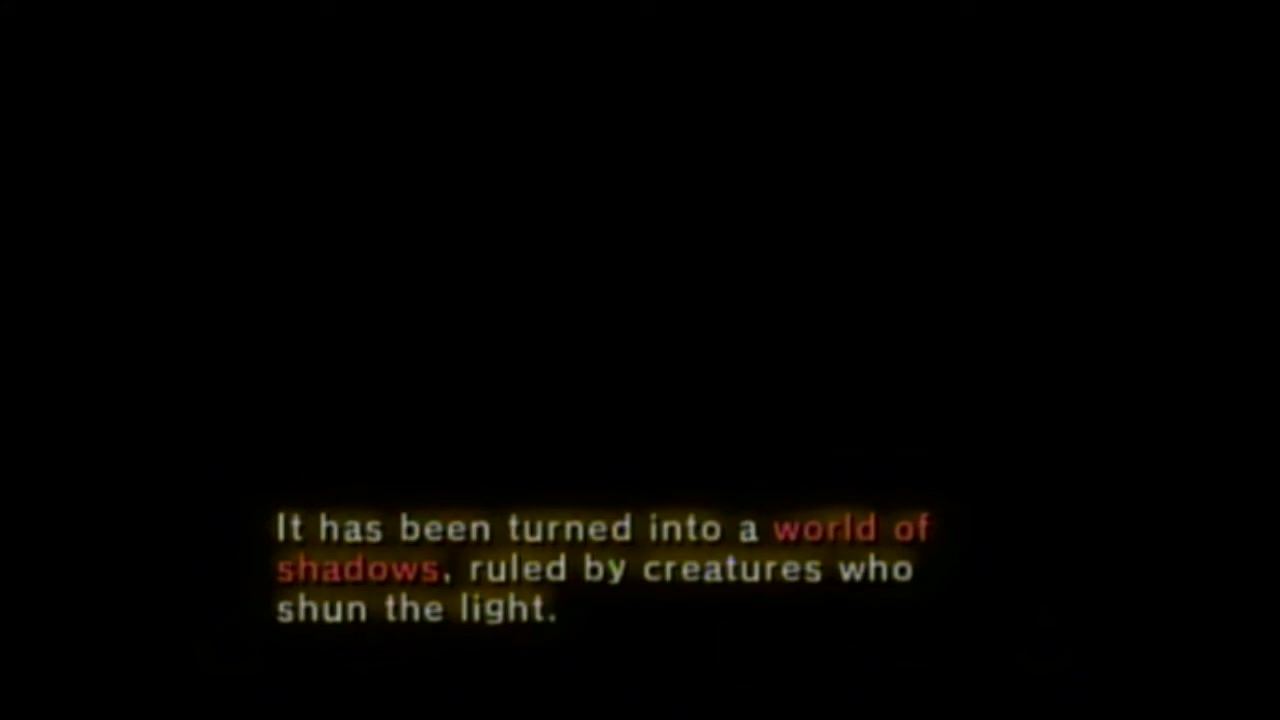 It has been turned into a world of
shadows, ruled by creatures who
shun the light.